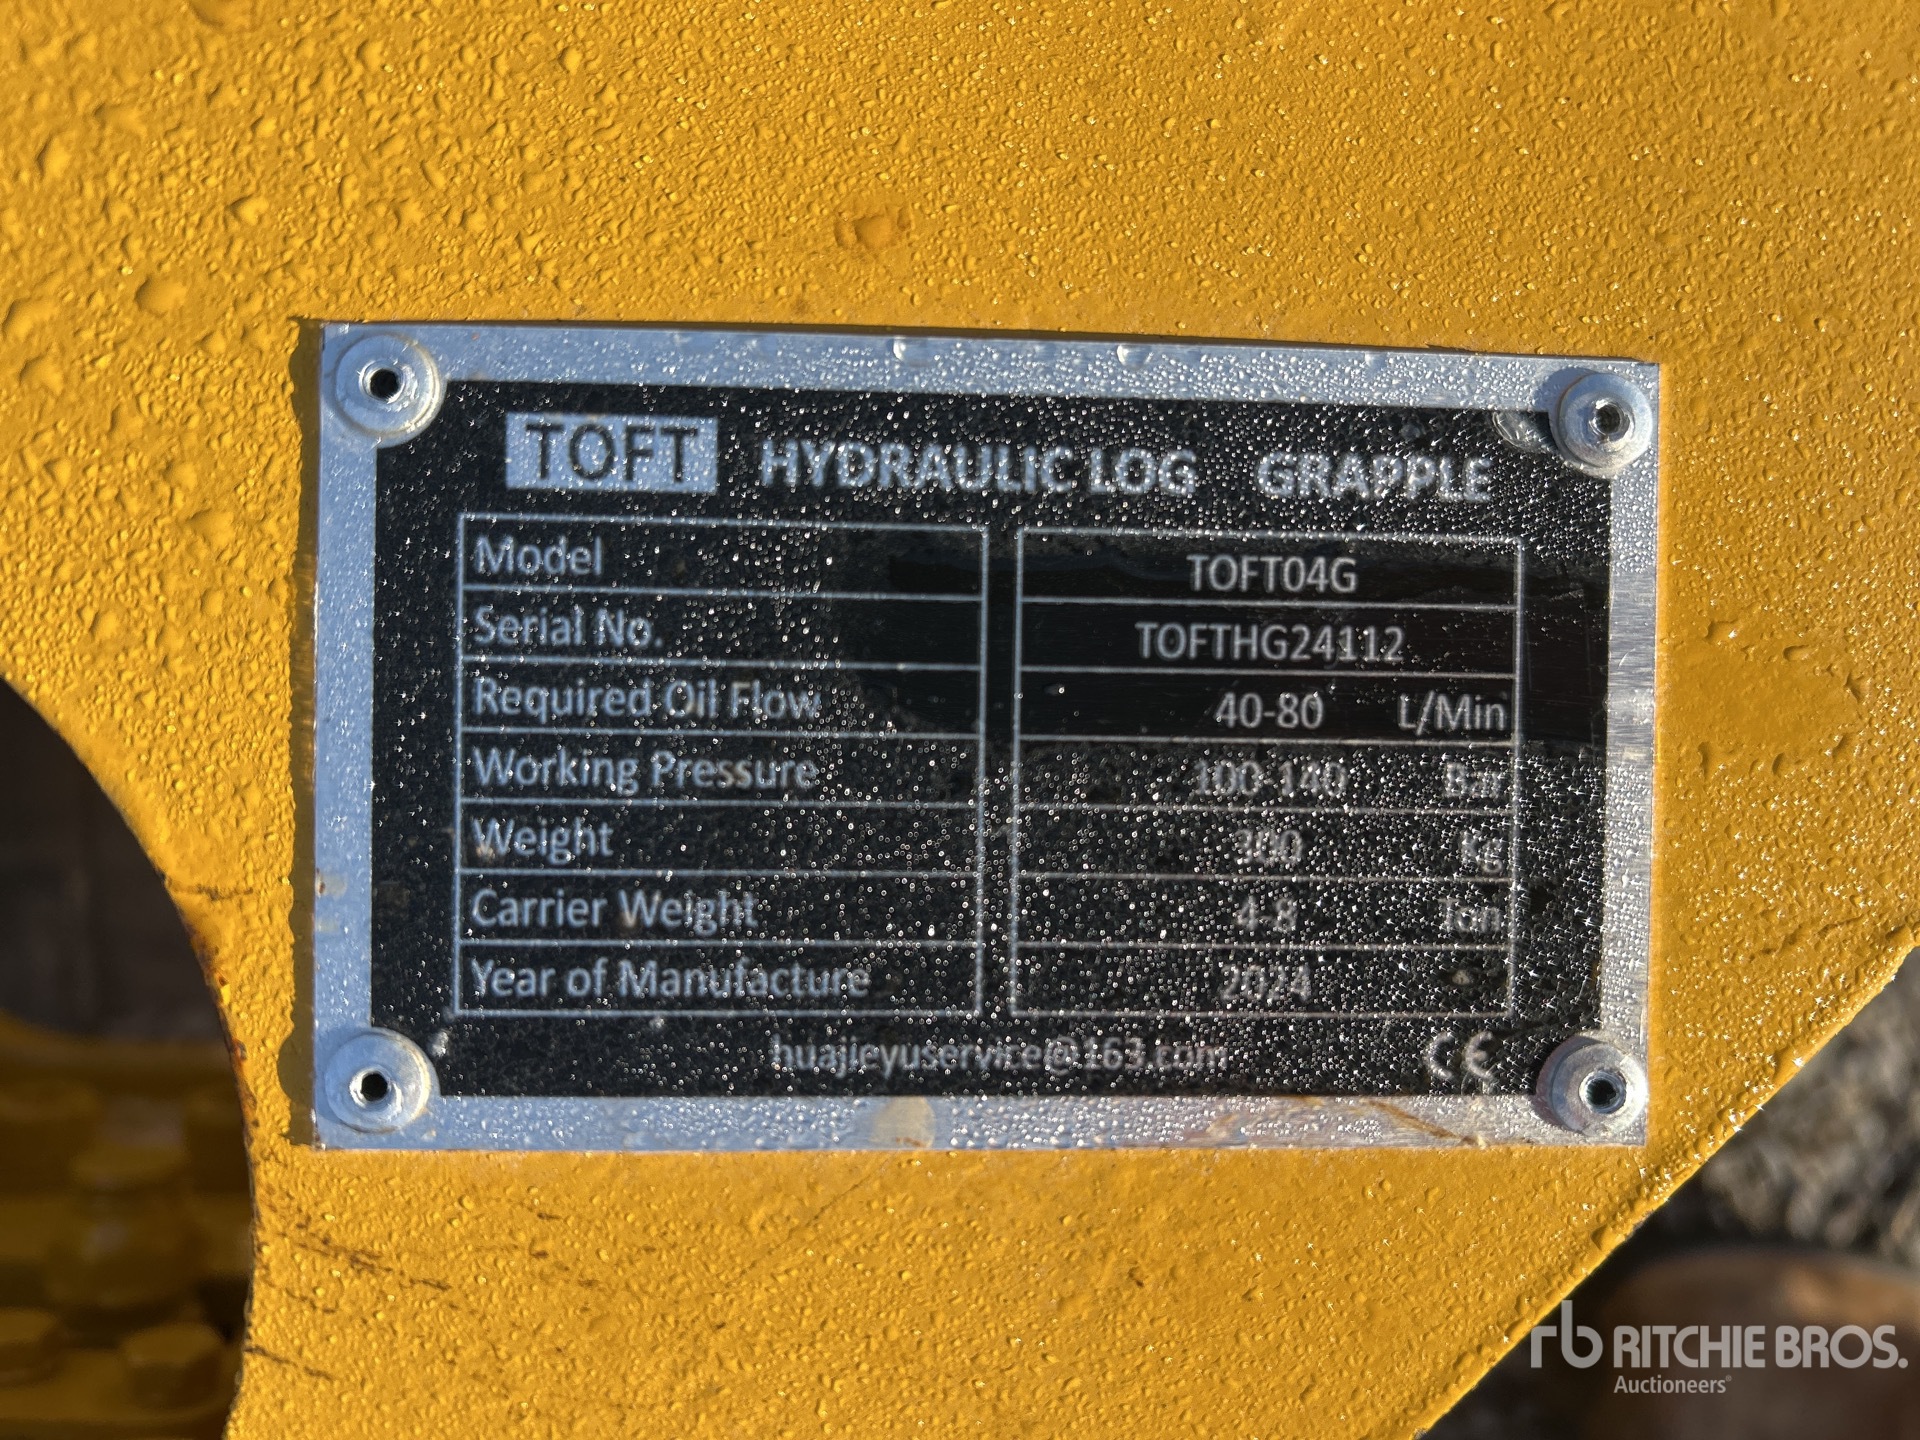 TOFT HYDRAULIC LOG GRAPPLE
Model TOFT04G
Serial No. TOFTHG24112
Required Oil Flow 40-80 L/Min
Working Pressure 100-140 Bar
Weight 300 Kg
Carrier Weight 4-8 Ton
Year of Manufacture 2024
huajieyuservice@163.com CE
rb RITCHIE BROS.
Auctioneers